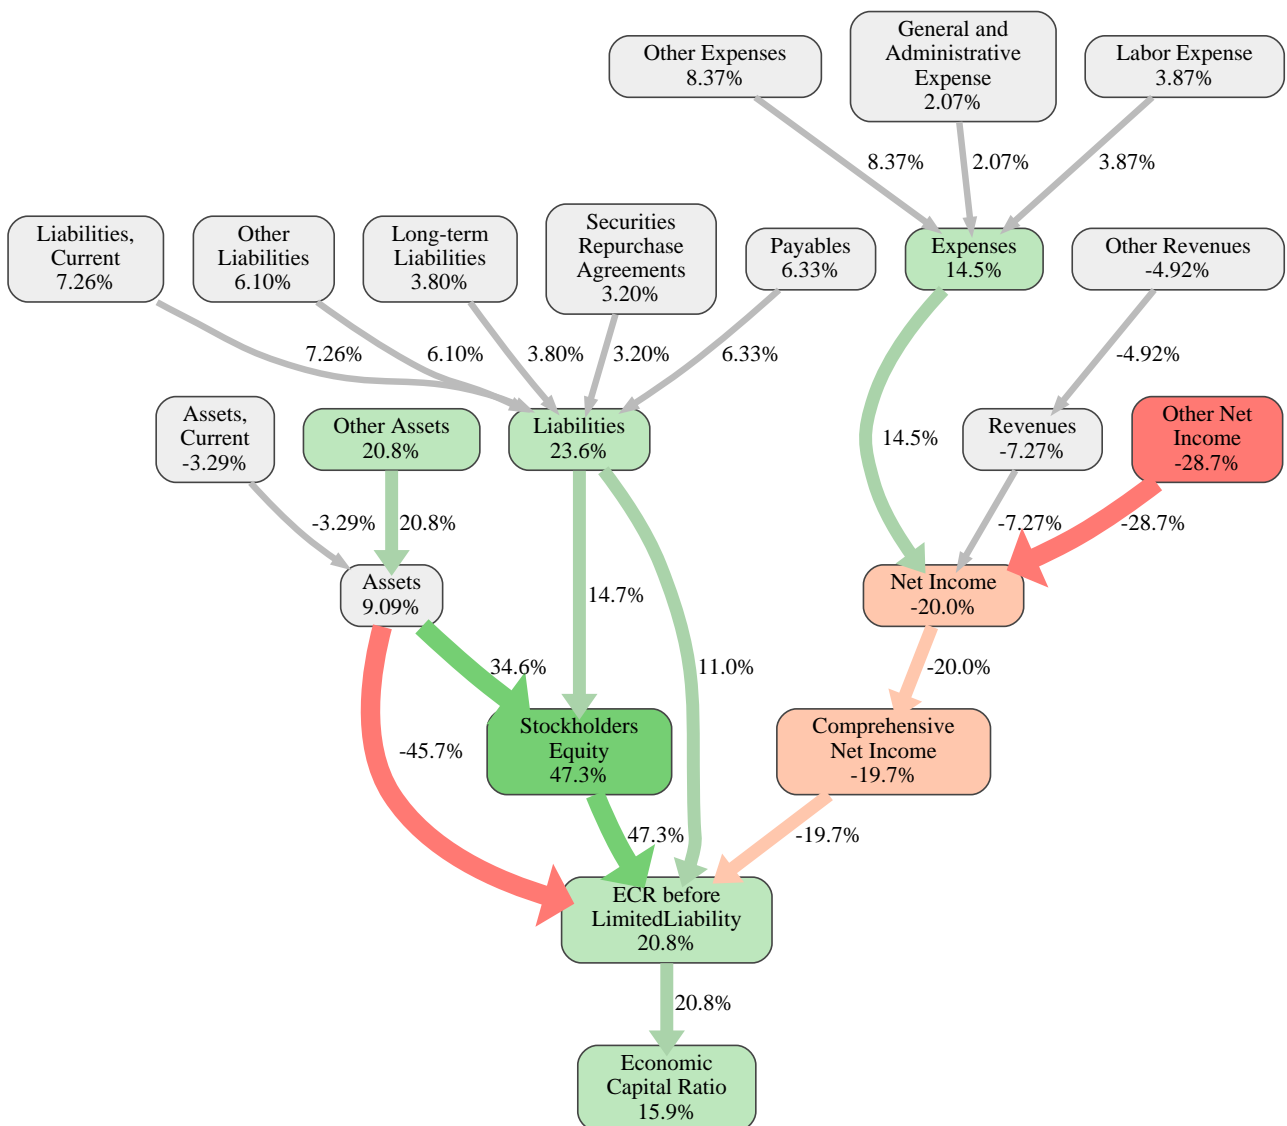 General and
Administrative
Expense
2.07%
Other Expenses
8.37%
Labor Expense
3.87%
8.37%
2.07%
3.87%
Liabilities,
Current
7.26%
Other
Liabilities
6.10%
Long-term
Liabilities
3.80%
Securities
Repurchase
Agreements
3.20%
Payables
6.33%
Expenses
14.5%
Other Revenues
-4.92%
7.26%
6.10%
3.80%
3.20%
6.33%
-4.92%
Assets,
Current
-3.29%
Other Assets
20.8%
Liabilities
23.6%
14.5%
Revenues
-7.27%
Other Net
Income
-28.7%
-3.29%
20.8%
-7.27%
-28.7%
Assets
9.09%
14.7%
Net Income
-20.0%
34.6%
11.0%
-20.0%
-45.7%
Stockholders
Equity
47.3%
Comprehensive
Net Income
-19.7%
47.3%
-19.7%
ECR before
LimitedLiability
20.8%
20.8%
Economic
Capital Ratio
15.9%